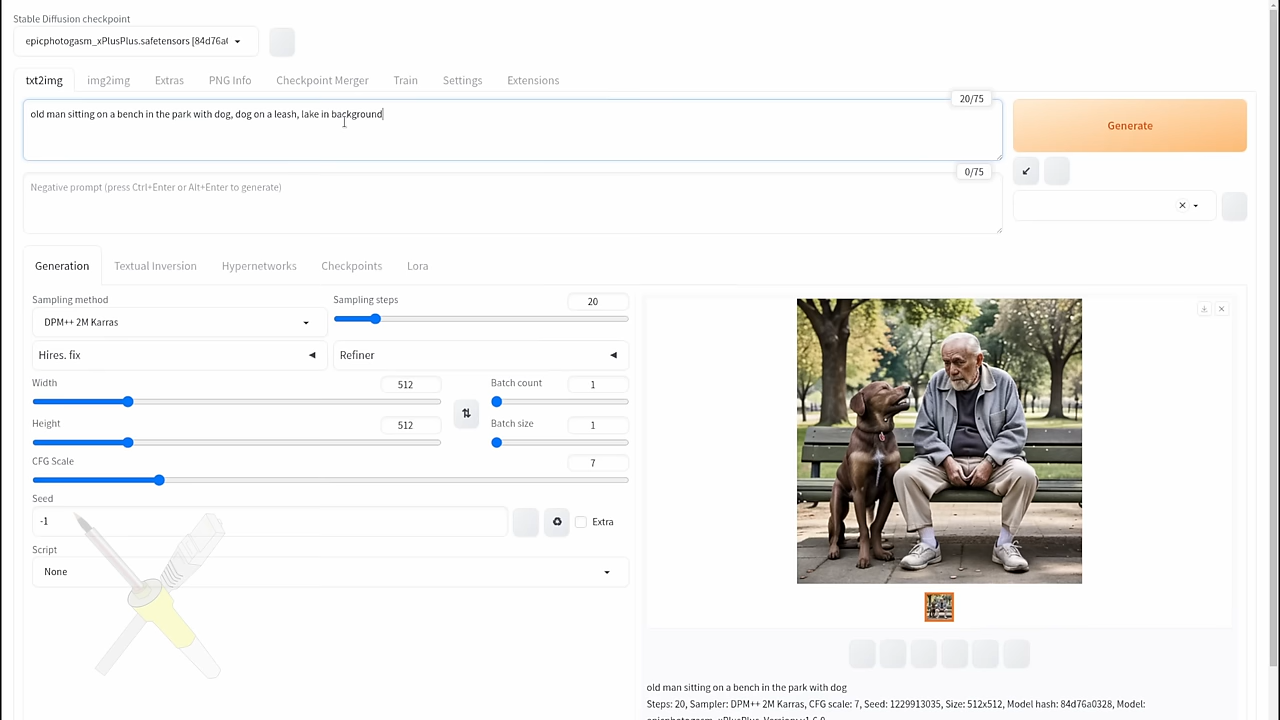 Stable Diffusion checkpoint
epicphotogasm_xPlusPlus.safetensors [84d76a(
txt2img img2img Extras PNG Info Checkpoint Merger Train Settings Extensions
20/75
old man sitting on a bench in the park with dog, dog on a leash, lake in background
Generate
0/75
Negative prompt (press Ctrl+Enter or Alt+Enter to generate)
Generation Textual Inversion Hypernetworks Checkpoints Lora
Sampling method
Sampling steps
20
DPM++ 2M Karras
Hires. fix
Refiner
Width
512
Batch count
1
Height
512
Batch size
1
CFG Scale
7
Seed
-1
Extra
Script
None
old man sitting on a bench in the park with dog
Steps: 20, Sampler: DPM++ 2M Karras, CFG scale: 7, Seed: 1229913035, Size: 512x512, Model hash: 84d76a0328, Model:
epicphotogasm_xPlusPlus, Version: v1.6.0